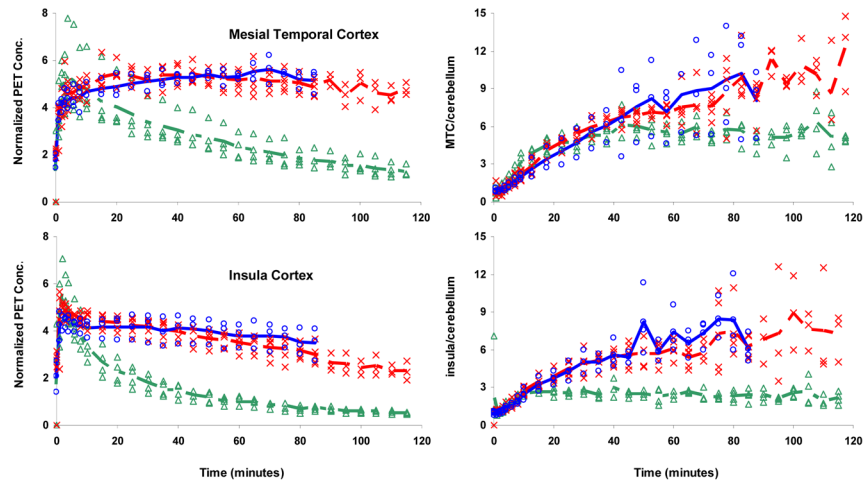 Mesial Temporal Cortex
Normalized PET Conc.
8
6
4
2
0
0 20 40 60 80 100 120
MTC/cerebellum
15
12
9
6
3
0
0 20 40 60 80 100 120
Insula Cortex
Normalized PET Conc.
8
6
4
2
0
0 20 40 60 80 100 120
Time (minutes)
insula/cerebellum
15
12
9
6
3
0
0 20 40 60 80 100 120
Time (minutes)